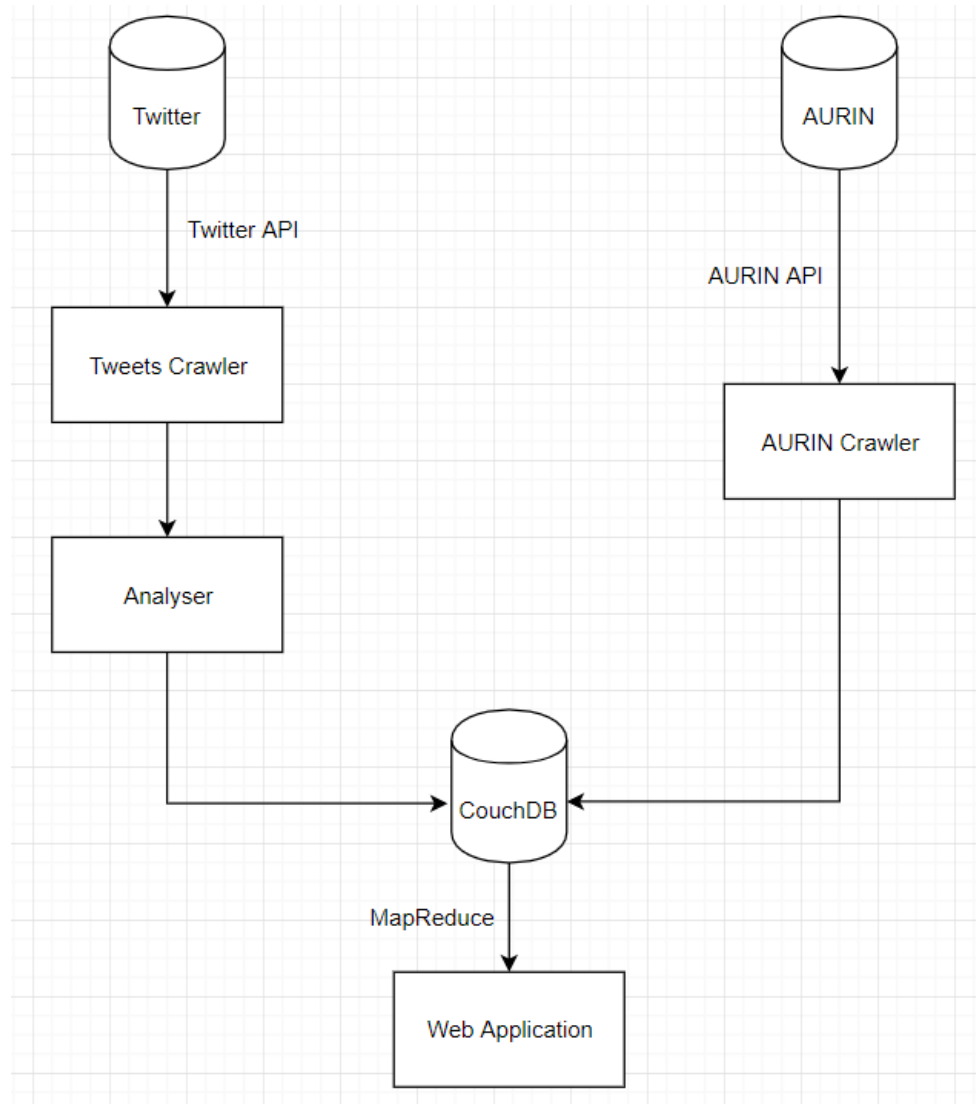 Twitter
AURIN
Twitter API
AURIN API
Tweets Crawler
AURIN Crawler
Analyser
CouchDB
MapReduce
Web Application